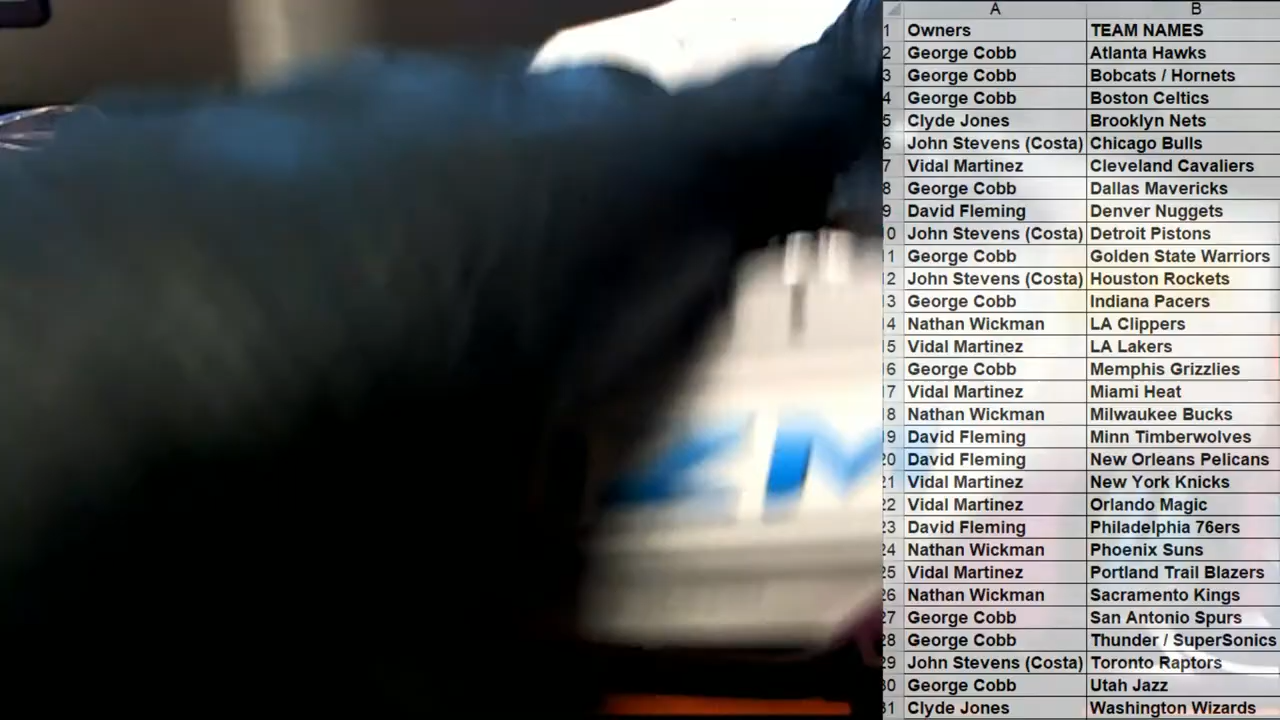 A B
1 Owners TEAM NAMES
2 George Cobb Atlanta Hawks
3 George Cobb Bobcats / Hornets
4 George Cobb Boston Celtics
5 Clyde Jones Brooklyn Nets
6 John Stevens (Costa) Chicago Bulls
7 Vidal Martinez Cleveland Cavaliers
8 George Cobb Dallas Mavericks
9 David Fleming Denver Nuggets
10 John Stevens (Costa) Detroit Pistons
11 George Cobb Golden State Warriors
12 John Stevens (Costa) Houston Rockets
13 George Cobb Indiana Pacers
14 Nathan Wickman LA Clippers
15 Vidal Martinez LA Lakers
16 George Cobb Memphis Grizzlies
17 Vidal Martinez Miami Heat
18 Nathan Wickman Milwaukee Bucks
19 David Fleming Minn Timberwolves
20 David Fleming New Orleans Pelicans
21 Vidal Martinez New York Knicks
22 Vidal Martinez Orlando Magic
23 David Fleming Philadelphia 76ers
24 Nathan Wickman Phoenix Suns
25 Vidal Martinez Portland Trail Blazers
26 Nathan Wickman Sacramento Kings
27 George Cobb San Antonio Spurs
28 George Cobb Thunder / SuperSonics
29 John Stevens (Costa) Toronto Raptors
30 George Cobb Utah Jazz
31 Clyde Jones Washington Wizards